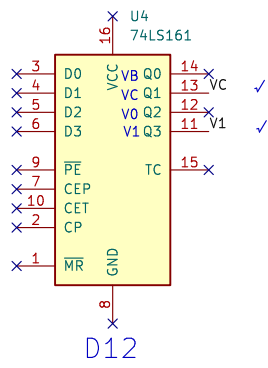 U4
74LS161
16
VCC
3 D0 VB Q0 14
4 D1 VC Q1 13 VC ✓
5 D2 V0 Q2 12
6 D3 V1 Q3 11 V1 ✓
9 PE TC 15
7 CEP
10 CET
2 CP
1 MR
GND
8
D12